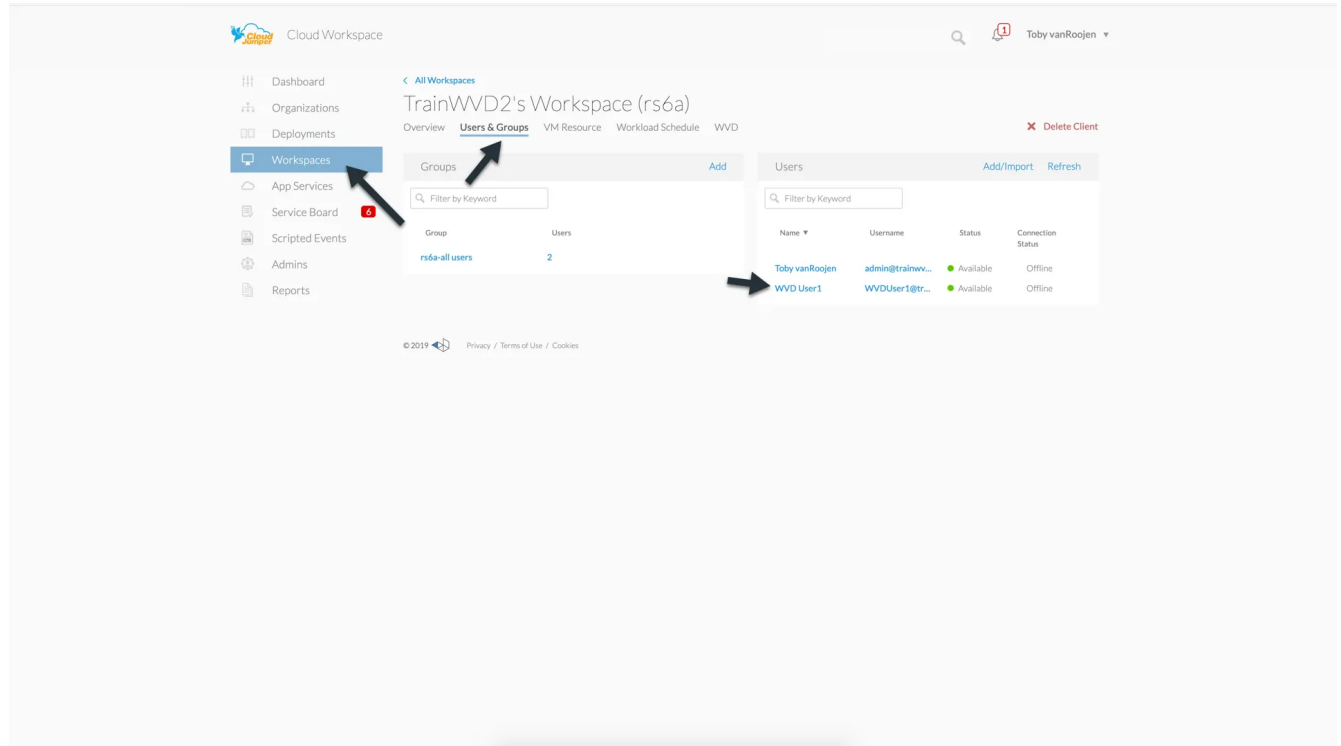 Cloud Jumper Cloud Workspace
1
Toby vanRoojen ▼
Dashboard
Organizations
Deployments
Workspaces
App Services
Service Board 6
Scripted Events
Admins
Reports
< All Workspaces
TrainWVD2's Workspace (rs6a)
Overview Users & Groups VM Resource Workload Schedule WVD
✕ Delete Client
Groups Add
Filter by Keyword
Group Users
rs6a-all users 2
Users Add/Import Refresh
Filter by Keyword
Name ▼ Username Status Connection Status
Toby vanRoojen admin@trainwv... Available Offline
WVD User1 WVDUser1@tr... Available Offline
© 2019 Privacy / Terms of Use / Cookies